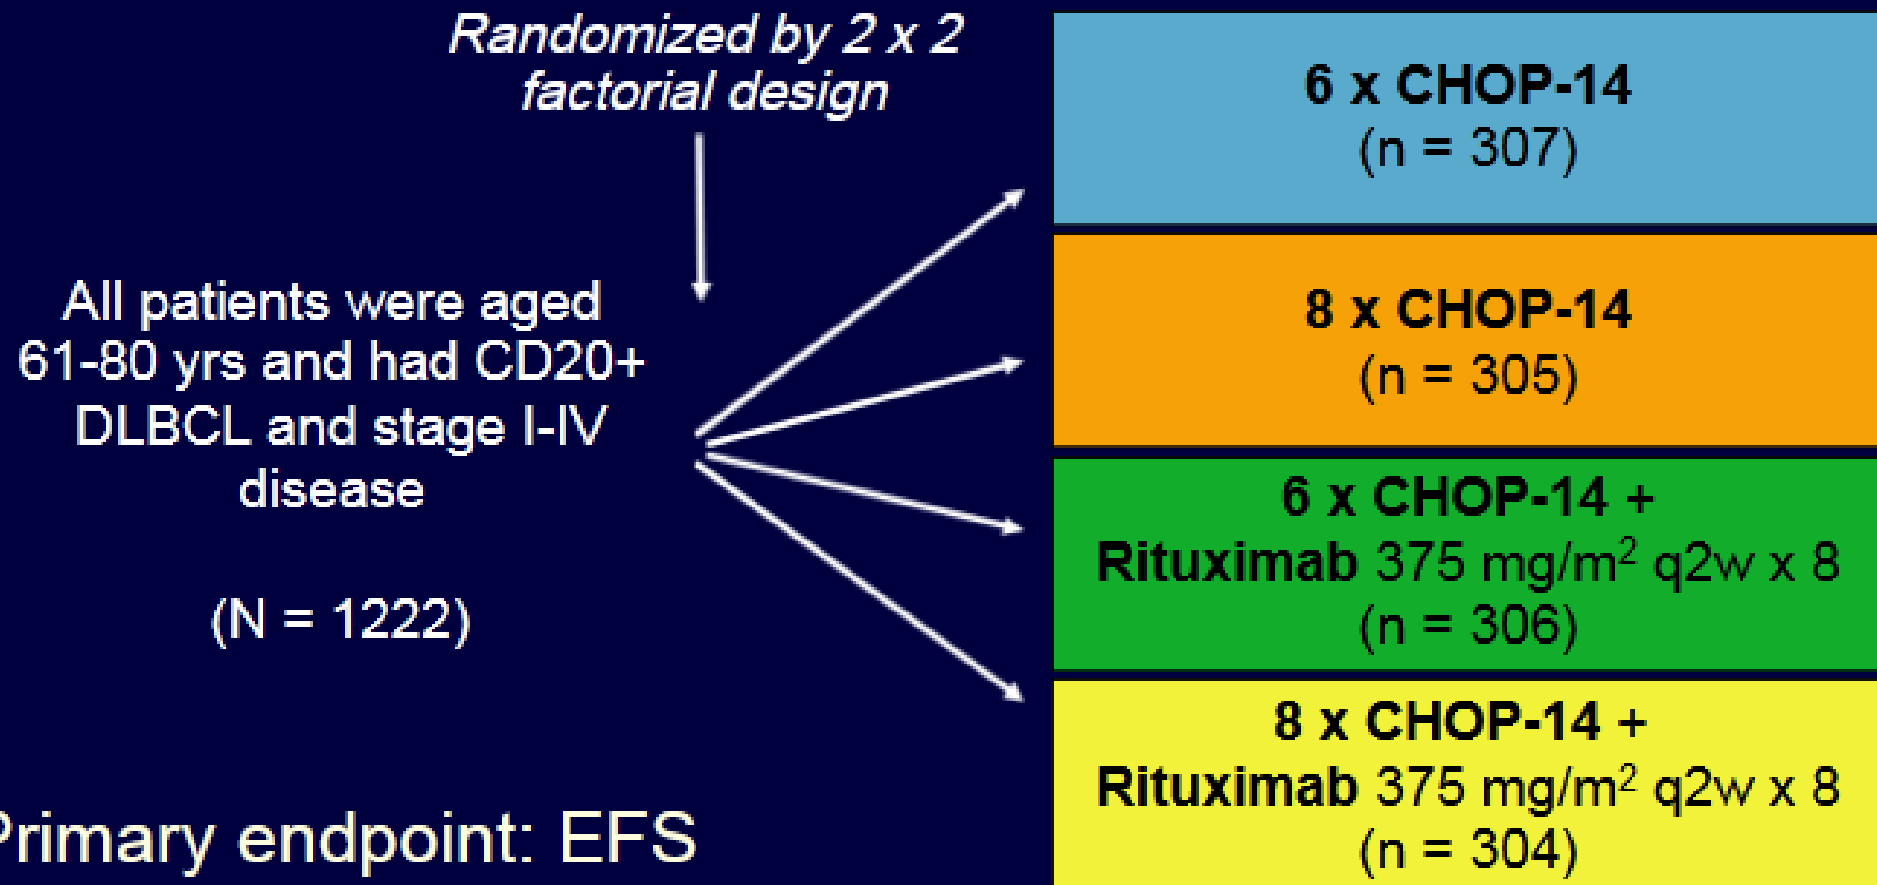 Randomized by 2 x 2
factorial design
All patients were aged
61-80 yrs and had CD20+
DLBCL and stage I-IV
disease
(N = 1222)
Primary endpoint: EFS
6 x CHOP-14
(n = 307)
8 x CHOP-14
(n = 305)
6 x CHOP-14 +
Rituximab 375 mg/m² q2w x 8
(n = 306)
8 x CHOP-14 +
Rituximab 375 mg/m² q2w x 8
(n = 304)